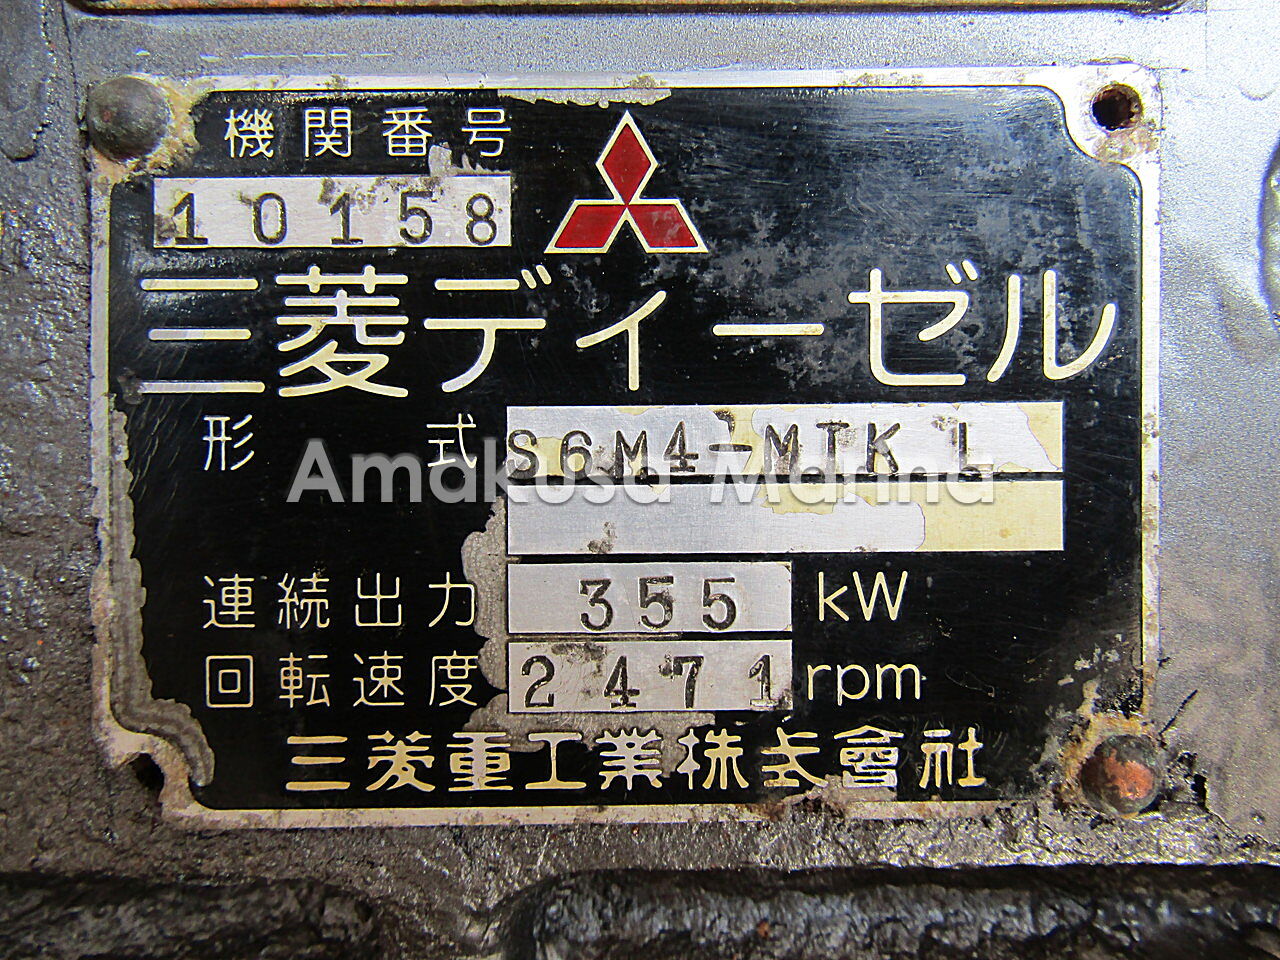 機関番号
10158
三菱ディーゼル
形式 S6M4-MTK L
Amakusa Marina
連続出力 355 kW
回転速度 2471 rpm
三菱重工業株式會社